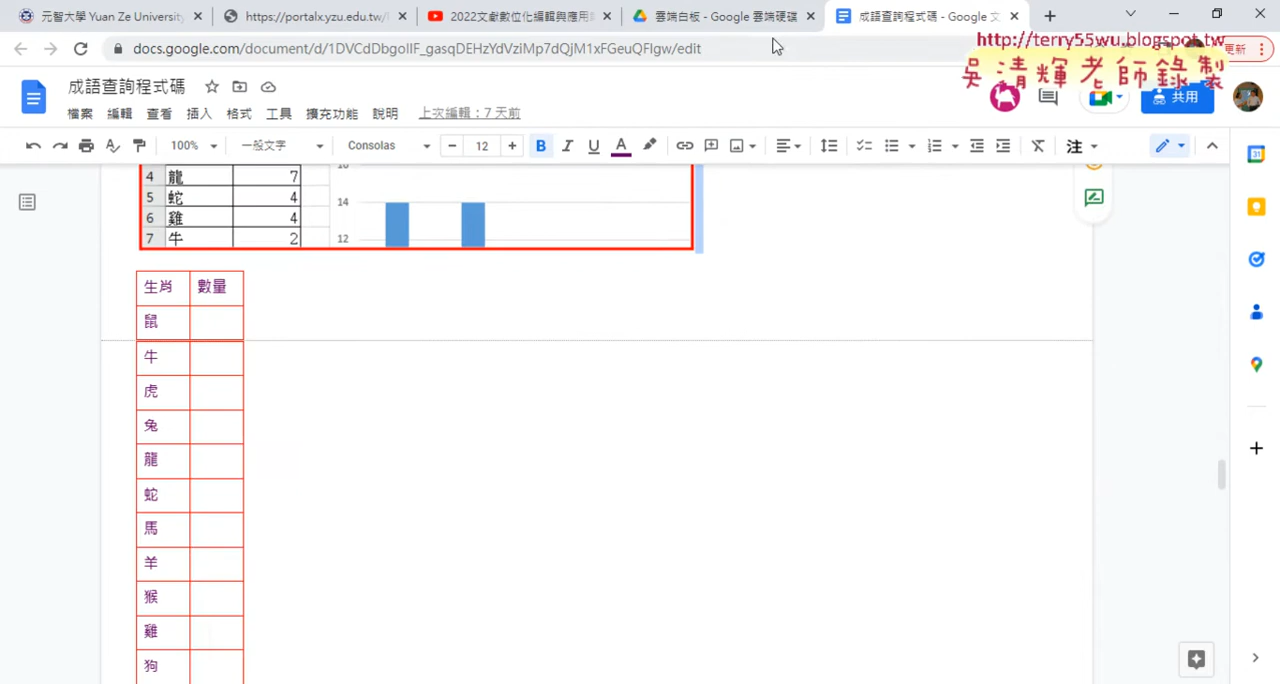 元智大學 Yuan Ze University
https://portalx.yzu.edu.tw/
2022文獻數位化編輯與應用
雲端白板 - Google 雲端硬碟
成語查詢程式碼 - Google 文
docs.google.com/document/d/1DVCdDbgolIF_gasqDEHzYdVziMp7dQjM1xFGeuQFIgw/edit
http://terry55wu.blogspot.tw
更新
吳清輝老師錄製
成語查詢程式碼
共用
檔案 編輯 查看 插入 格式 工具 擴充功能 說明 上次編輯：7 天前
100% 一般文字 Consolas 12 B I U A 注
4 龍 7
5 蛇 4
14
6 雞 4
7 牛 2
12
生肖 數量
鼠
牛
虎
兔
龍
蛇
馬
羊
猴
雞
狗